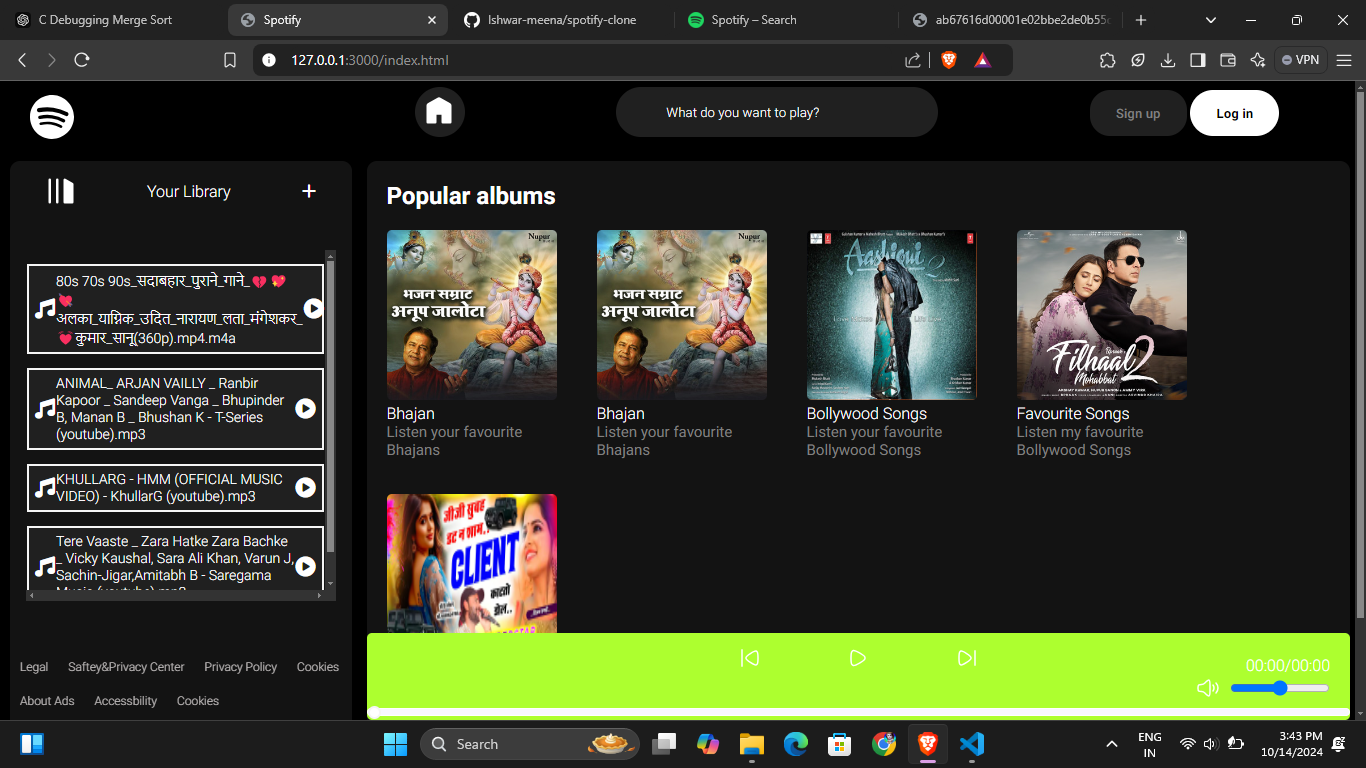 C Debugging Merge Sort
Spotify
Ishwar-meena/spotify-clone
Spotify – Search
ab67616d00001e02bbe2de0b55c
127.0.0.1:3000/index.html
VPN
What do you want to play?
Sign up
Log in
Your Library
80s 70s 90s_सदाबहार_पुराने_गाने_💔 💖
💘
अलका_याग्निक_उदित_नारायण_लता_मंगेशकर_
💓कुमार_सानू(360p).mp4.m4a
ANIMAL_ ARJAN VAILLY _ Ranbir
Kapoor _ Sandeep Vanga _ Bhupinder
B, Manan B _ Bhushan K - T-Series
(youtube).mp3
KHULLARG - HMM (OFFICIAL MUSIC
VIDEO) - KhullarG (youtube).mp3
Tere Vaaste _ Zara Hatke Zara Bachke
_ Vicky Kaushal, Sara Ali Khan, Varun J,
Sachin-Jigar,Amitabh B - Saregama
Music (youtube).mp3
Legal
Saftey&Privacy Center
Privacy Policy
Cookies
About Ads
Accessbility
Cookies
Popular albums
Nupur
भजन सम्राट
अनूप जालोटा
Bhajan
Listen your favourite
Bhajans
Nupur
भजन सम्राट
अनूप जालोटा
Bhajan
Listen your favourite
Bhajans
Aashiqui
2
Bollywood Songs
Listen your favourite
Bollywood Songs
Filhaal 2
Mohabbat
Favourite Songs
Listen my favourite
Bollywood Songs
जीजी सुबह
डट न शाम..
CLIENT
काटतो
डोल..
00:00/00:00
Search
ENG
IN
3:43 PM
10/14/2024